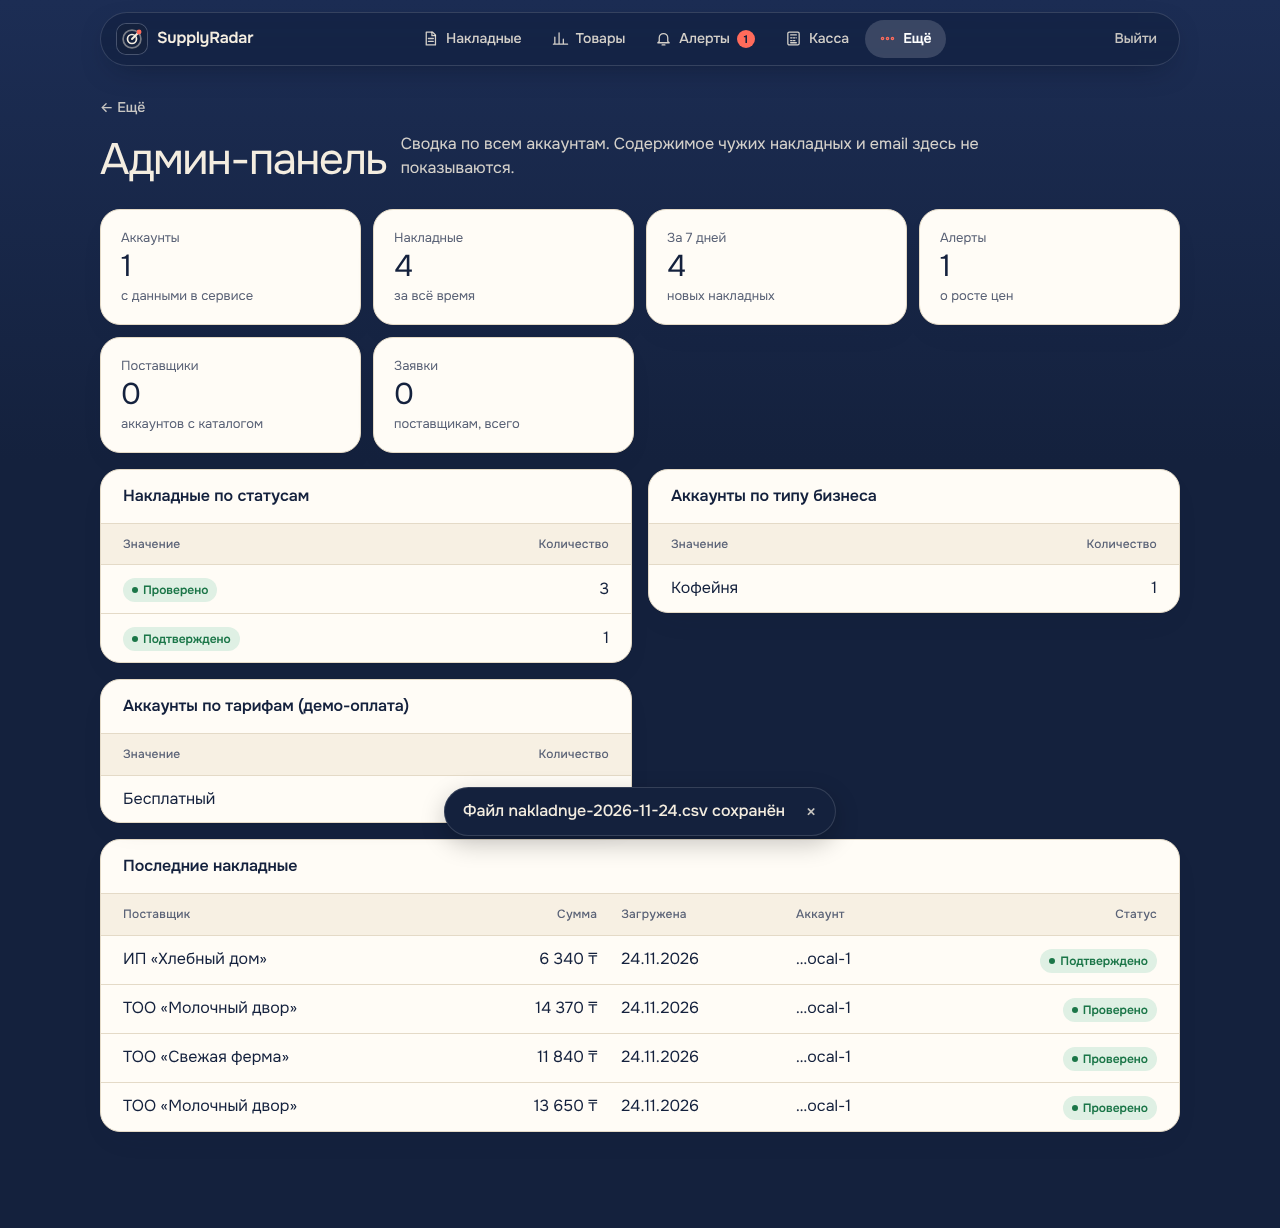 SupplyRadar
Накладные
Товары
Алерты 1
Касса
Ещё
Выйти
← Ещё
Админ-панель
Сводка по всем аккаунтам. Содержимое чужих накладных и email здесь не
показываются.
Аккаунты
1
с данными в сервисе
Накладные
4
за всё время
За 7 дней
4
новых накладных
Алерты
1
о росте цен
Поставщики
0
аккаунтов с каталогом
Заявки
0
поставщикам, всего
Накладные по статусам
Значение Количество
Проверено 3
Подтверждено 1
Аккаунты по типу бизнеса
Значение Количество
Кофейня 1
Аккаунты по тарифам (демо-оплата)
Значение Количество
Бесплатный
Файл nakladnye-2026-11-24.csv сохранён ×
Последние накладные
Поставщик Сумма Загружена Аккаунт Статус
ИП «Хлебный дом» 6 340 ₸ 24.11.2026 …ocal-1 Подтверждено
ТОО «Молочный двор» 14 370 ₸ 24.11.2026 …ocal-1 Проверено
ТОО «Свежая ферма» 11 840 ₸ 24.11.2026 …ocal-1 Проверено
ТОО «Молочный двор» 13 650 ₸ 24.11.2026 …ocal-1 Проверено